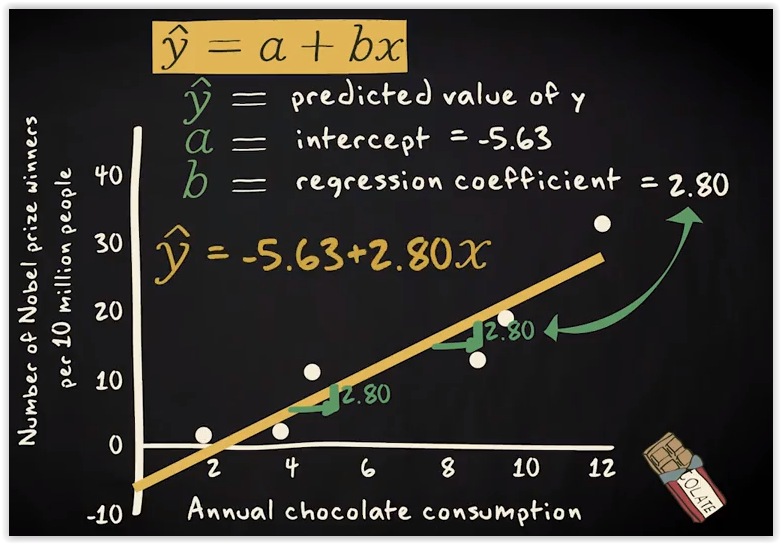 ŷ = a + bx
ŷ = predicted value of y
a = intercept = -5.63
b = regression coefficient = 2.80
ŷ = -5.63+2.80x
Number of Nobel prize winners
per 10 million people
40
30
20
10
0
-10
2.80
2.80
2 4 6 8 10 12
Annual chocolate consumption
OLATE